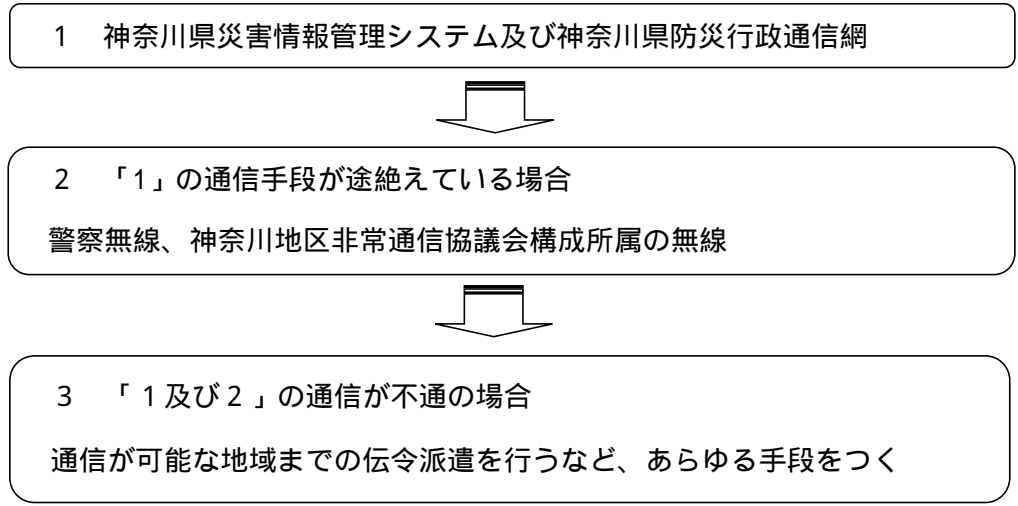 1　神奈川県災害情報管理システム及び神奈川県防災行政通信網
2　「1」の通信手段が途絶えている場合
警察無線、神奈川地区非常通信協議会構成所属の無線
3　「1及び2」の通信が不通の場合
通信が可能な地域までの伝令派遣を行うなど、あらゆる手段をつく